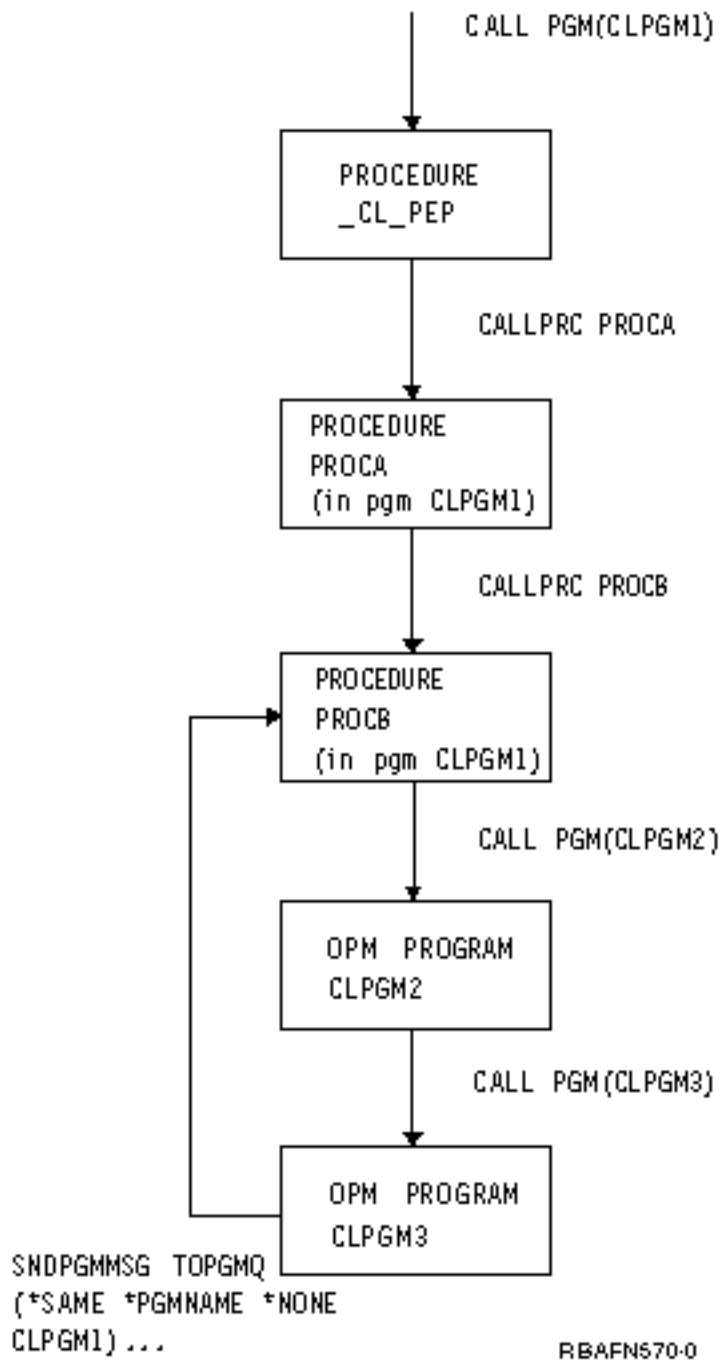 CALL PGM(CLPGM1)
PROCEDURE
_CL_PEP
CALLPRC PROCA
PROCEDURE
PROCA
(in pgm CLPGM1)
CALLPRC PROCB
PROCEDURE
PROCB
(in pgm CLPGM1)
CALL PGM(CLPGM2)
OPM PROGRAM
CLPGM2
CALL PGM(CLPGM3)
OPM PROGRAM
CLPGM3
SNDPGMMSG TOPGMQ
(*SAME *PGMNAME *NONE
CLPGM1)...
RBAFN570-0